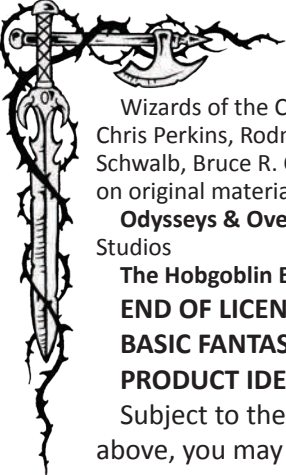 Wizards of the C
Chris Perkins, Rodn
Schwalb, Bruce R. C
on original materia
Odysseys & Ove
Studios
The Hobgoblin E
END OF LICEN
BASIC FANTAS
PRODUCT IDE
Subject to the
above, you may